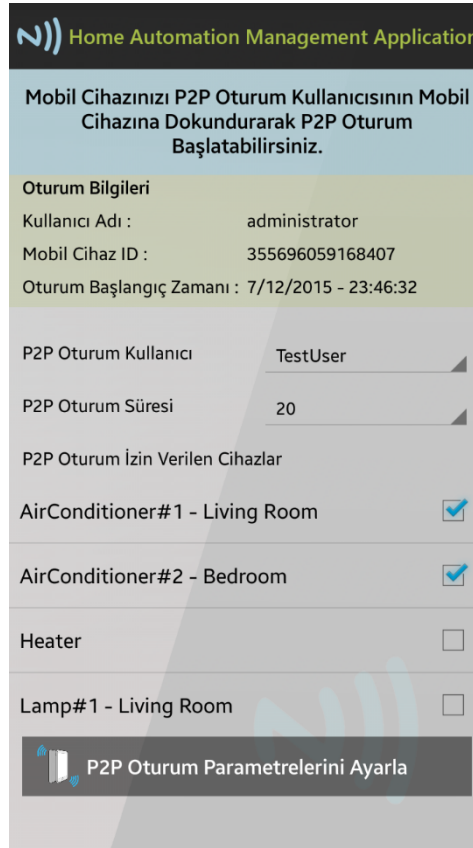 Home Automation Management Application
Mobil Cihazınızı P2P Oturum Kullanıcısının Mobil
Cihazına Dokundurarak P2P Oturum
Başlatabilirsiniz.
Oturum Bilgileri
Kullanıcı Adı : administrator
Mobil Cihaz ID : 355696059168407
Oturum Başlangıç Zamanı : 7/12/2015 - 23:46:32
P2P Oturum Kullanıcı TestUser
P2P Oturum Süresi 20
P2P Oturum İzin Verilen Cihazlar
AirConditioner#1 - Living Room
AirConditioner#2 - Bedroom
Heater
Lamp#1 - Living Room
P2P Oturum Parametrelerini Ayarla